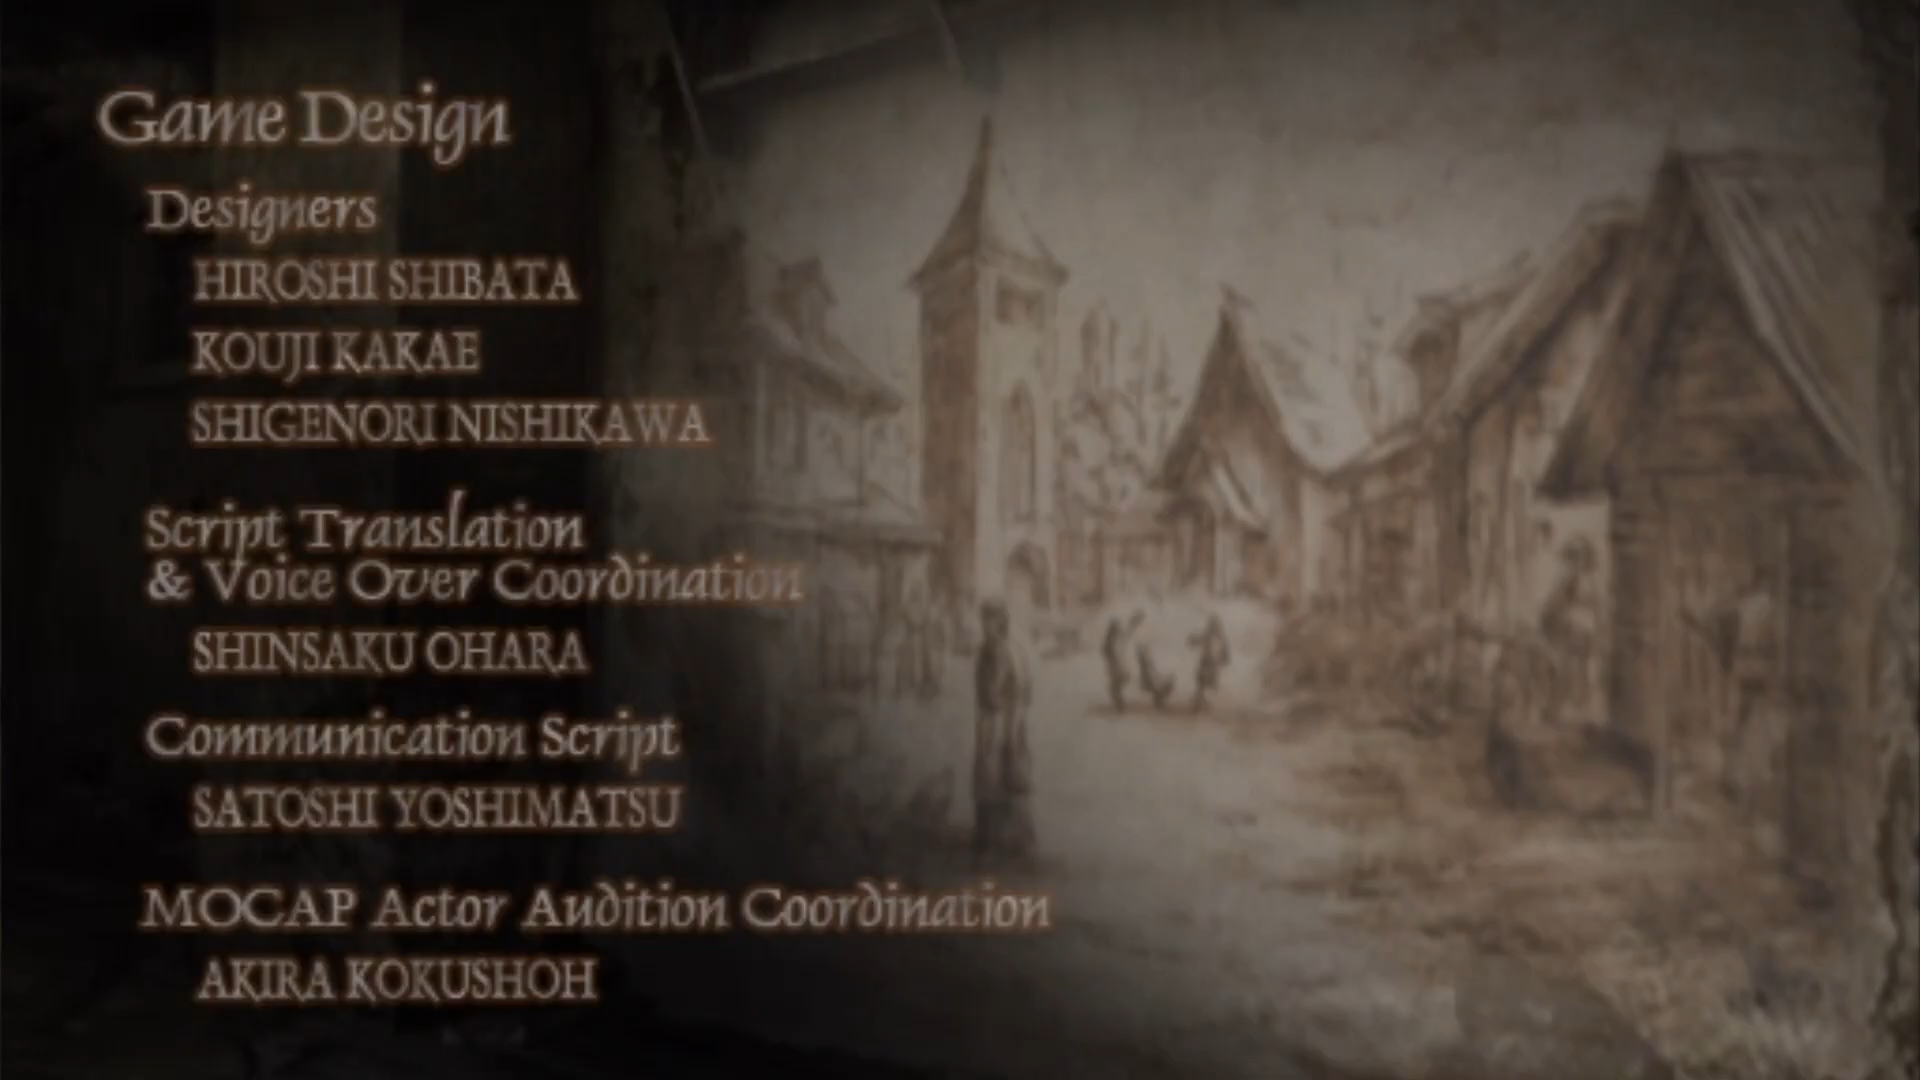 Game Design
Designers
HIROSHI SHIBATA
KOUJI KAKAE
SHIGENORI NISHIKAWA
Script Translation
& Voice Over Coordination
SHINSAKU OHARA
Communication Script
SATOSHI YOSHIMATSU
MOCAP Actor Audition Coordination
AKIRA KOKUSHOH